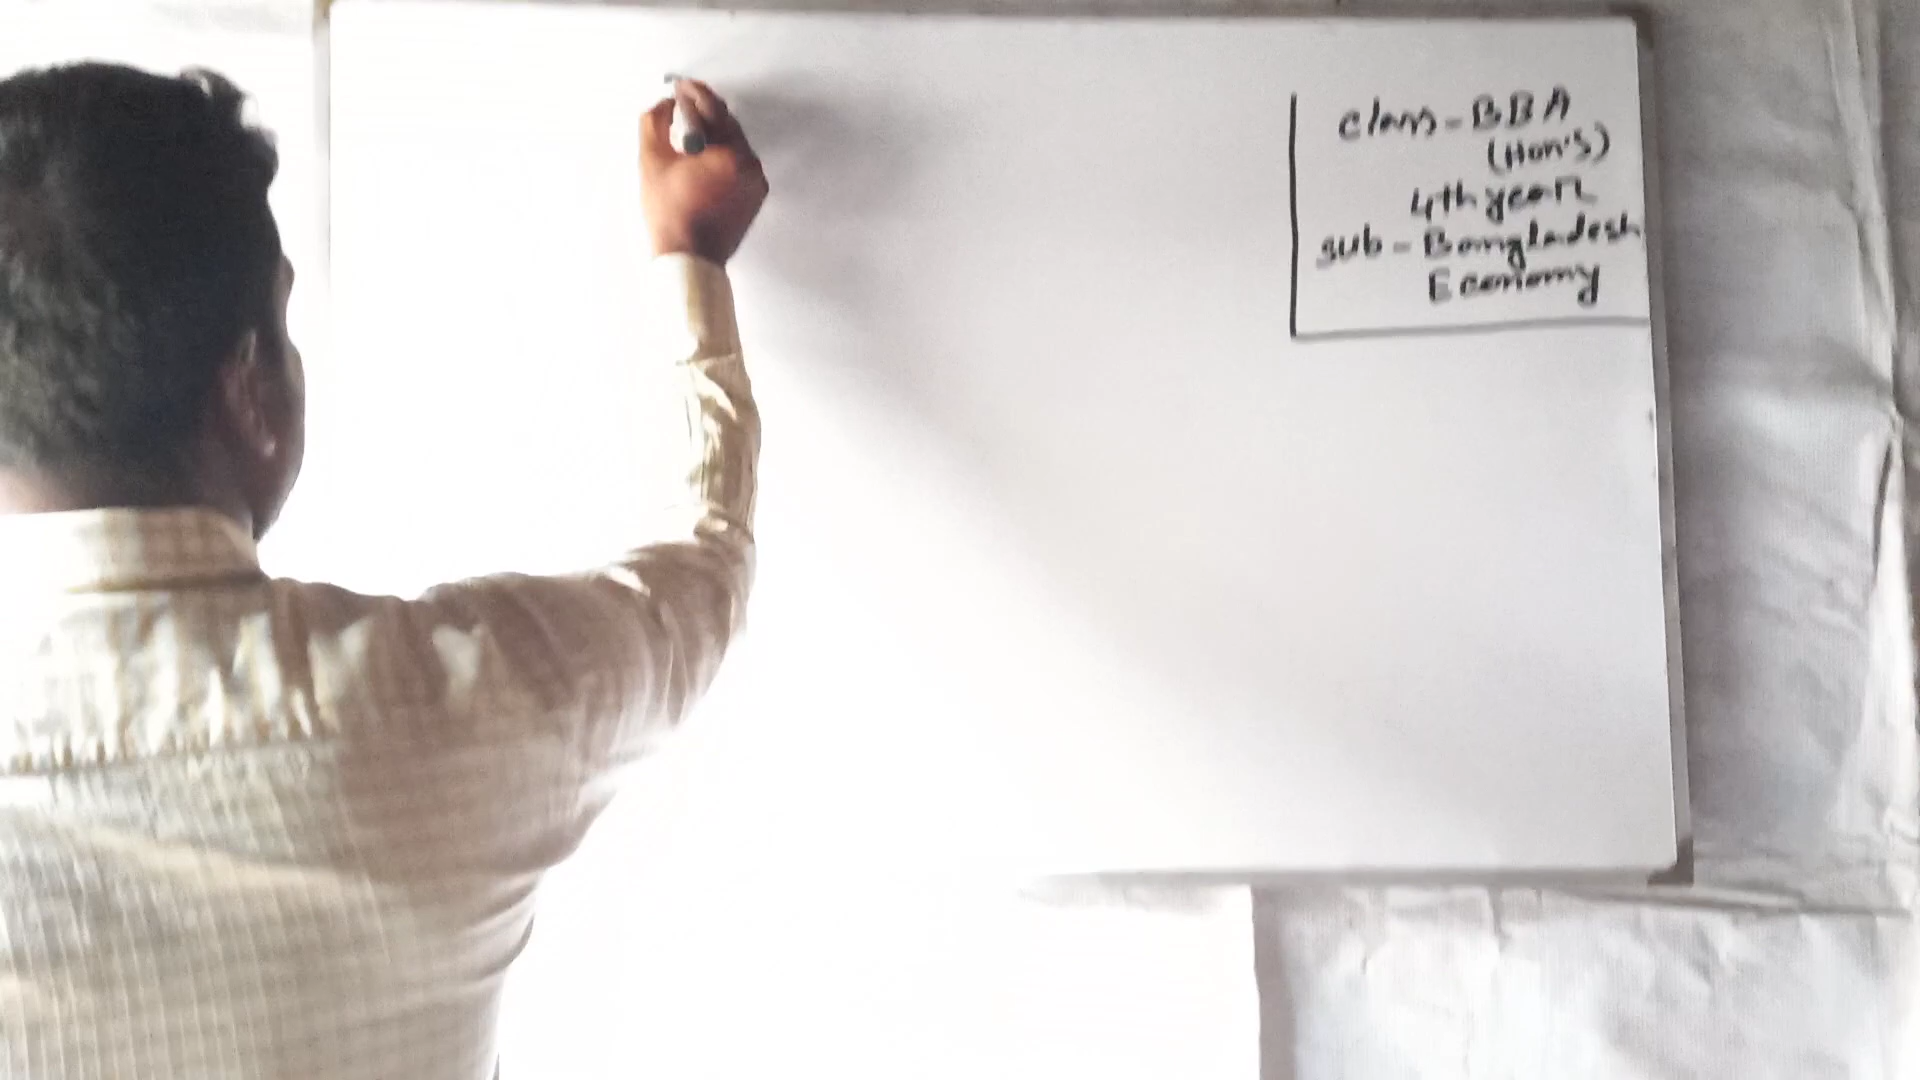 class - BBA
(Hon's)
4th year
sub - Bangladesh
Economy